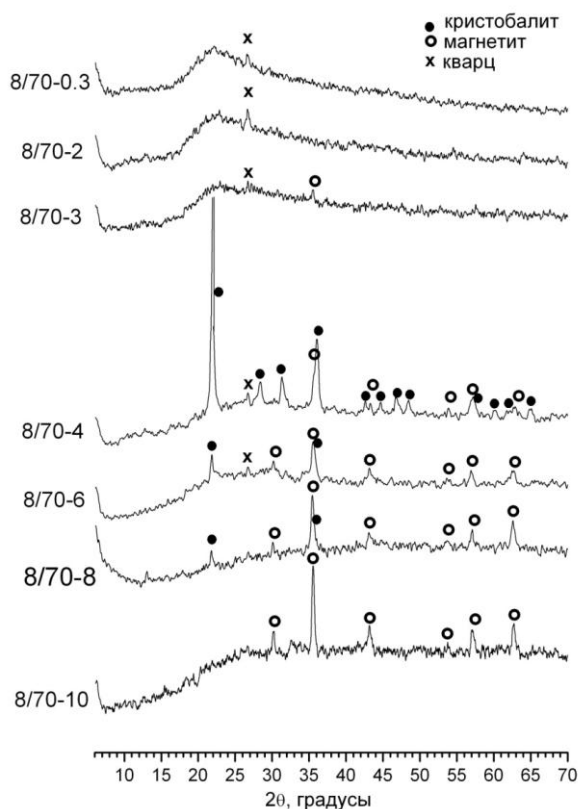 ● кристобалит
o магнетит
x кварц
8/70-0.3
8/70-2
8/70-3
8/70-4
8/70-6
8/70-8
8/70-10
10 15 20 25 30 35 40 45 50 55 60 65 70
2θ, градусы